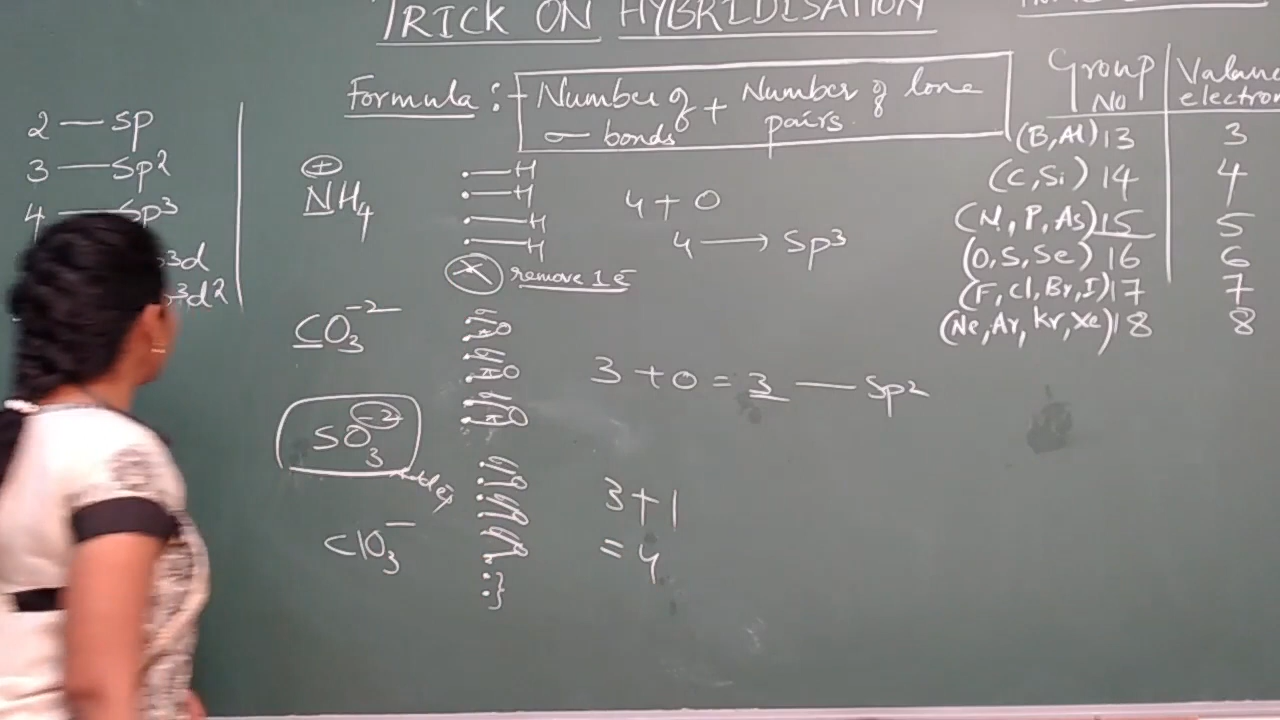 TRICK ON HYBRIDISATION
Formula :- Number of σ bonds + Number of lone pairs.
2 — sp
3 — Sp2
4 — Sp3
3d
3d2
NH4 +
H
H
H
H
× remove 1 e̅
4 + 0
4 → Sp3
CO3 -2
π O
π O
π O
3 + 0 = 3 — Sp2
SO3 -2
3 + 1
= 4
ClO3 -
Group No
Valanc
electron
(B, Al) 13 3
(C, Si) 14 4
(N, P, As) 15 5
(O, S, Se) 16 6
(F, Cl, Br, I) 17 7
(Ne, Ar, Kr, Xe) 18 8